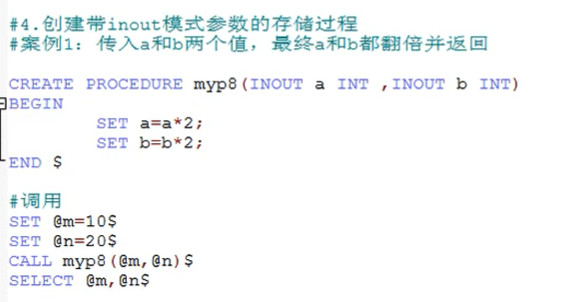 #4.创建带inout模式参数的存储过程
#案例1：传入a和b两个值，最终a和b都翻倍并返回
CREATE PROCEDURE myp8(INOUT a INT ,INOUT b INT)
BEGIN
SET a=a*2;
SET b=b*2;
END $
#调用
SET @m=10$
SET @n=20$
CALL myp8(@m,@n)$
SELECT @m,@n$